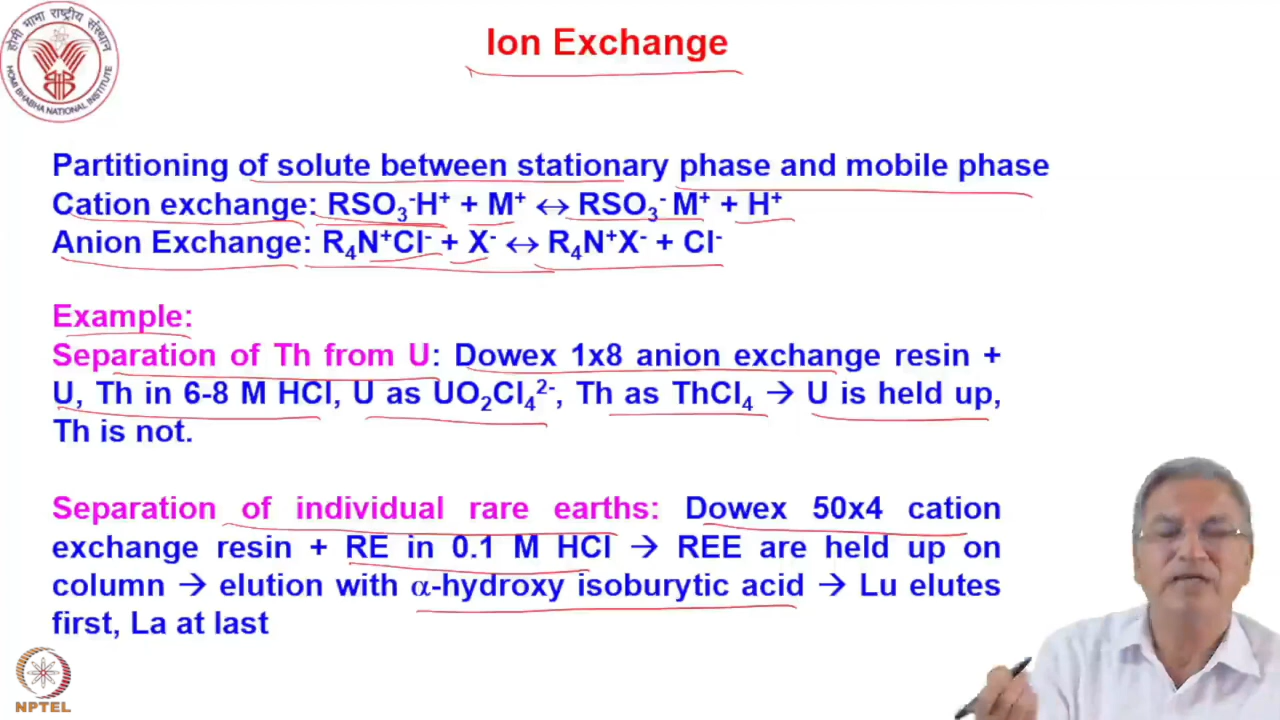 होमी भाभा राष्ट्रीय संस्थान
HOMI BHABHA NATIONAL INSTITUTE
Ion Exchange
Partitioning of solute between stationary phase and mobile phase
Cation exchange: RSO₃⁻H⁺ + M⁺ ↔ RSO₃⁻ M⁺ + H⁺
Anion Exchange: R₄N⁺Cl⁻ + X⁻ ↔ R₄N⁺X⁻ + Cl⁻
Example:
Separation of Th from U: Dowex 1x8 anion exchange resin +
U, Th in 6-8 M HCl, U as UO₂Cl₄²⁻, Th as ThCl₄ → U is held up,
Th is not.
Separation of individual rare earths: Dowex 50x4 cation
exchange resin + RE in 0.1 M HCl → REE are held up on
column → elution with α-hydroxy isoburytic acid → Lu elutes
first, La at last
NPTEL